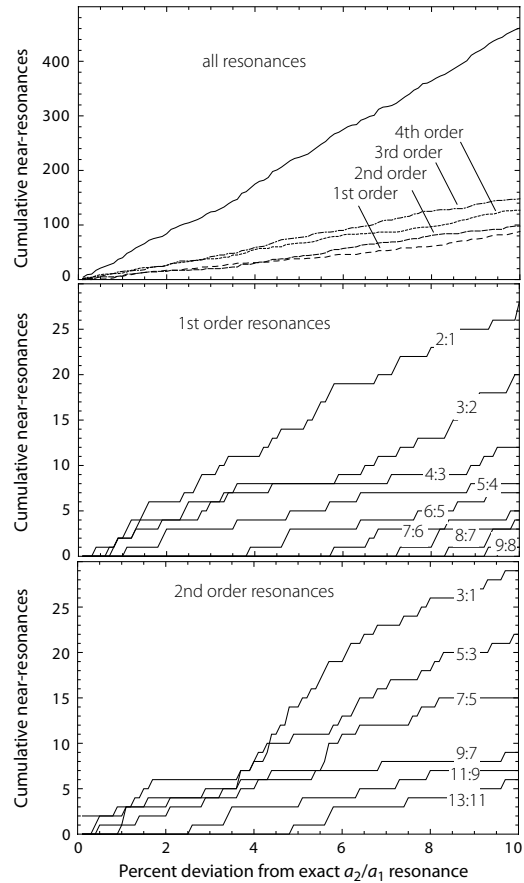 Cumulative near-resonances
400
300
200
100
0
all resonances
4th order
3rd order
2nd order
1st order
Cumulative near-resonances
25
20
15
10
5
0
1st order resonances
2:1
3:2
4:3
5:4
6:5
7:6
8:7
9:8
Cumulative near-resonances
25
20
15
10
5
0
2nd order resonances
3:1
5:3
7:5
9:7
11:9
13:11
0 2 4 6 8 10
Percent deviation from exact a₂/a₁ resonance